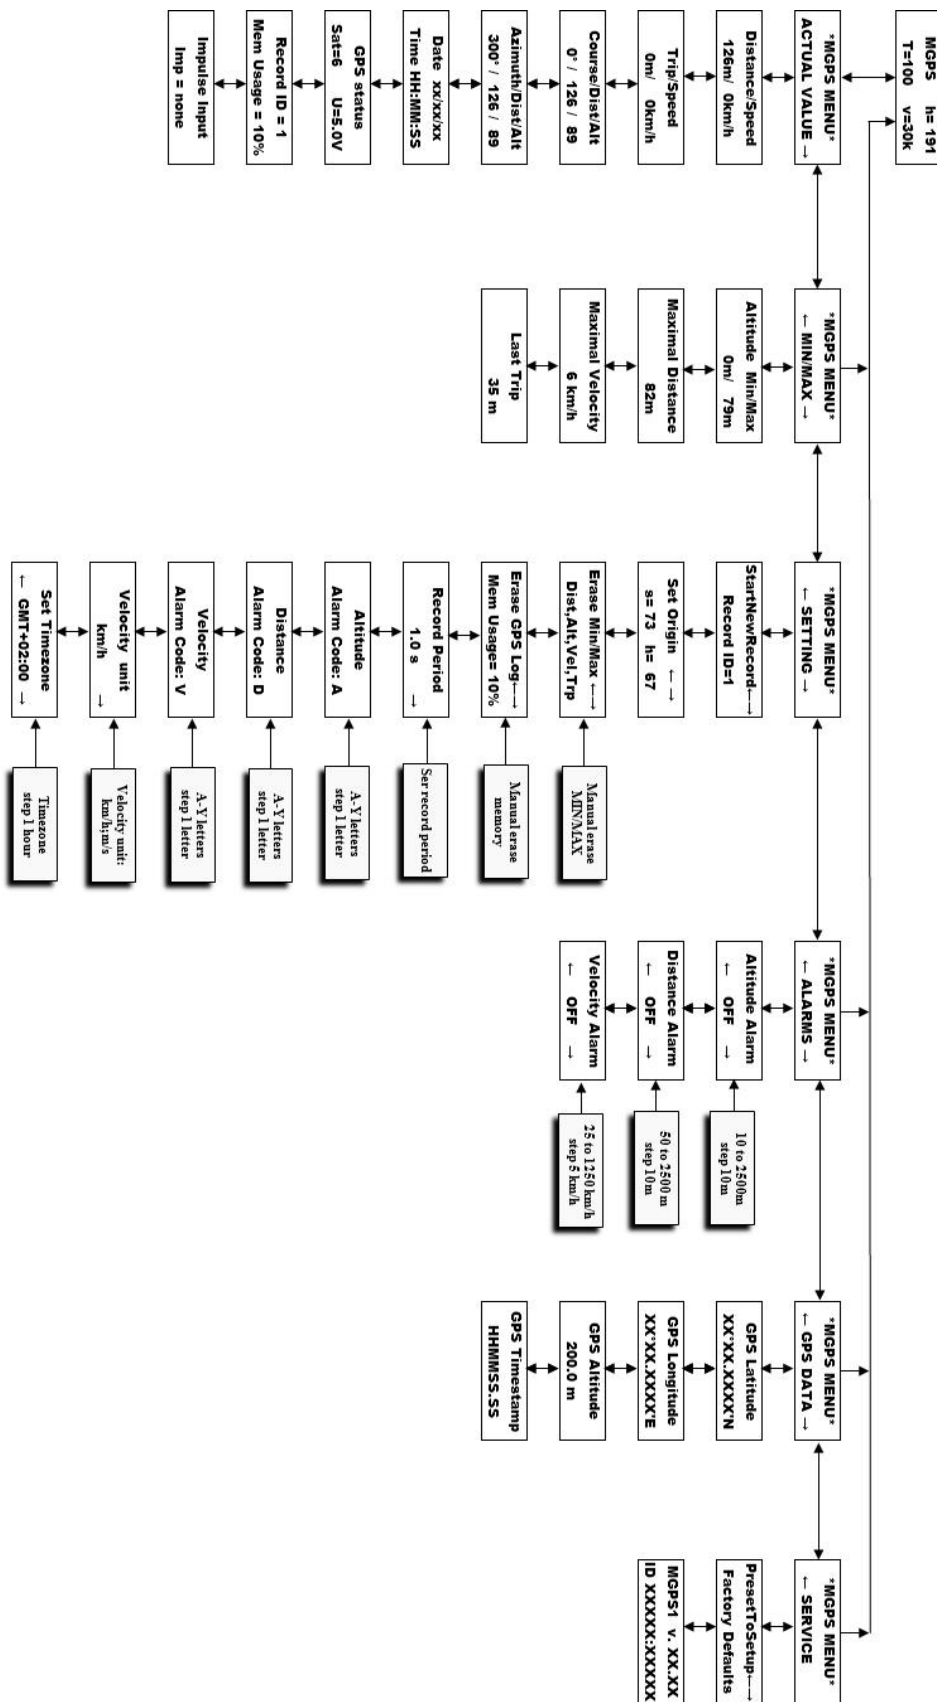 MGPS h= 191
T=100 v=30k
*MGPS MENU*
ACTUAL VALUE →
Distance/Speed
126m/ 0km/h
Trip/Speed
0m/ 0km/h
Course/Dist/Alt
0° / 126 / 89
Azimuth/Dist/Alt
300° / 126 / 89
Date xx/xx/xx
Time HH:MM:SS
GPS status
Sat=6 U=5.0V
Record ID = 1
Mem Usage = 10%
Impulse Input
Imp = none
*MGPS MENU*
← MIN/MAX →
Altitude Min/Max
0m/ 79m
Maximal Distance
82m
Maximal Velocity
6 km/h
Last Trip
35 m
*MGPS MENU*
← SETTING →
StartNewRecord←→
Record ID=1
Set Origin ←→
s= 73 h= 67
Erase Min/Max ←→
Dist,Alt,Vel,Trp
Manual erase
MIN/MAX
Erase GPS Log←→
Mem Usage= 10%
Manual erase
memory
Record Period
1.0 s →
Ser record period
Altitude
Alarm Code: A
A-Y letters
step 1 letter
Distance
Alarm Code: D
A-Y letters
step 1 letter
Velocity
Alarm Code: V
A-Y letters
step 1 letter
Velocity unit
km/h →
Velocity unit:
km/h;m/s
Set Timezone
← GMT+02:00 →
Timezone
step 1 hour
*MGPS MENU*
← ALARMS →
Altitude Alarm
← OFF →
10 to 2500m
step 10m
Distance Alarm
← OFF →
50 to 2500 m
step 10m
Velocity Alarm
← OFF →
25 to 1250 km/h
step 5 km/h
*MGPS MENU*
← GPS DATA →
GPS Latitude
XX°XX.XXXX'N
GPS Longitude
XX°XX.XXXX'E
GPS Altitude
200.0 m
GPS Timestamp
HHMMSS.SS
*MGPS MENU*
← SERVICE
PresetToSetup←→
Factory Defaults
MGPS1 v. XX.XX
ID XXXXX:XXXXX